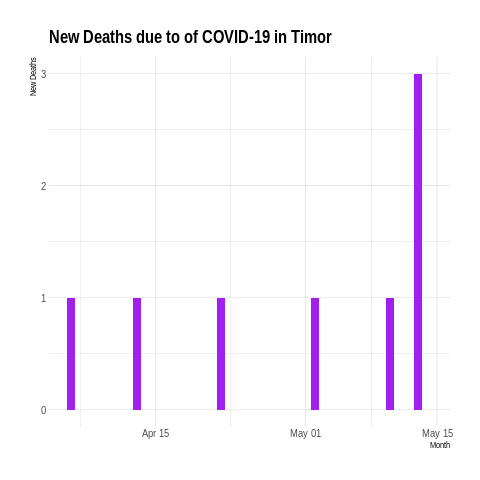 New Deaths due to of COVID-19 in Timor
New Deaths
3
2
1
0
Apr 15
May 01
May 15
Month